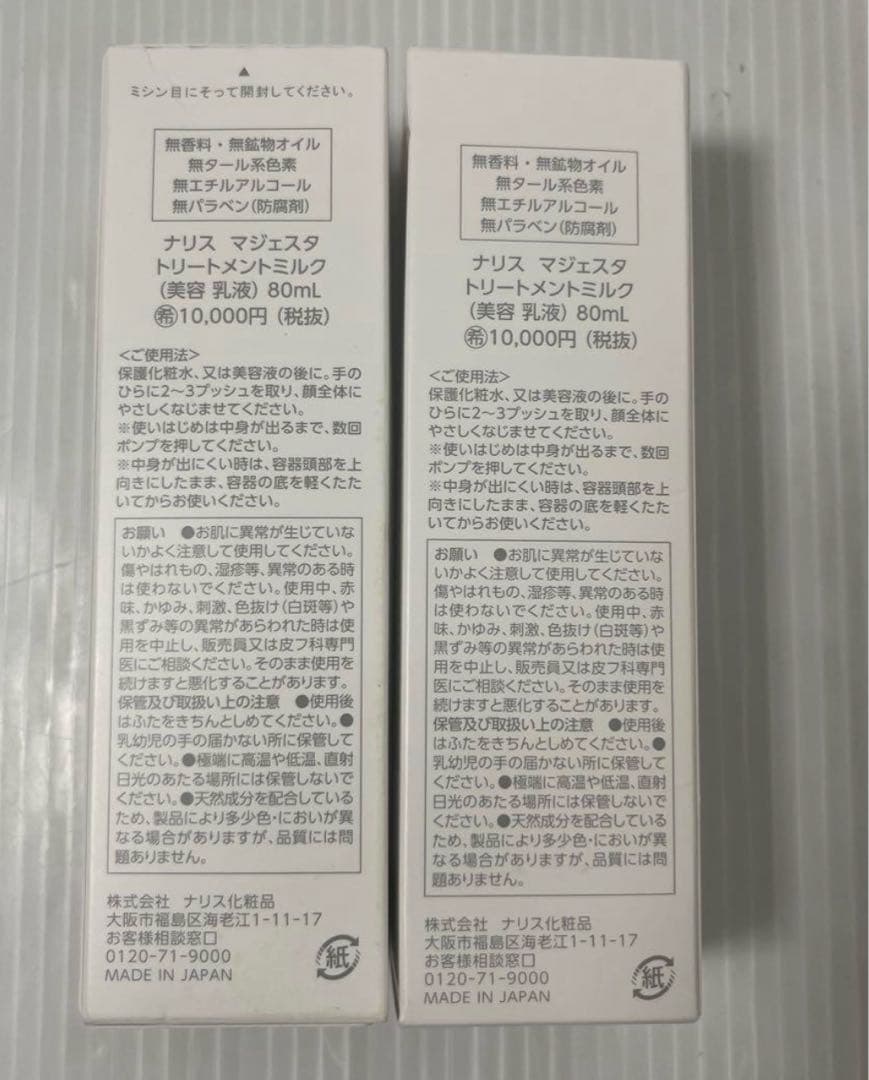 ▲
ミシン目にそって開封してください。
無香料・無鉱物オイル
無タール系色素
無エチルアルコール
無パラベン(防腐剤)
ナリス マジェスタ
トリートメントミルク
(美容 乳液) 80mL
㊗10,000円 (税抜)
<ご使用法>
保護化粧水、又は美容液の後に。手の
ひらに2〜3プッシュを取り、顔全体に
やさしくなじませてください。
※使いはじめは中身が出るまで、数回
ポンプを押してください。
※中身が出にくい時は、容器頭部を上
向きにしたまま、容器の底を軽くたた
いてからお使いください。
お願い ●お肌に異常が生じていな
いかよく注意して使用してください。
傷やはれもの、湿疹等、異常のある時
は使わないでください。使用中、赤
味、かゆみ、刺激、色抜け(白斑等)や
黒ずみ等の異常があらわれた時は使
用を中止し、販売員又は皮フ科専門
医にご相談ください。そのまま使用を
続けますと悪化することがあります。
保管及び取扱い上の注意 ●使用後
はふたをきちんとしめてください。●
乳幼児の手の届かない所に保管して
ください。●極端に高温や低温、直射
日光のあたる場所には保管しないで
ください。●天然成分を配合している
ため、製品により多少色・においが異
なる場合がありますが、品質には問
題ありません。
株式会社 ナリス化粧品
大阪市福島区海老江1-11-17
お客様相談窓口
0120-71-9000
MADE IN JAPAN
紙
無香料・無鉱物オイル
無タール系色素
無エチルアルコール
無パラベン(防腐剤)
ナリス マジェスタ
トリートメントミルク
(美容 乳液) 80mL
希10,000円 (税抜)
<ご使用法>
保護化粧水、又は美容液の後に。手の
ひらに2〜3プッシュを取り、顔全体に
やさしくなじませてください。
※使いはじめは中身が出るまで、数回
ポンプを押してください。
※中身が出にくい時は、容器頭部を上
向きにしたまま、容器の底を軽くたた
いてからお使いください。
お願い ●お肌に異常が生じていな
いかよく注意して使用してください。
傷やはれもの、湿疹等、異常のある時
は使わないでください。使用中、赤
味、かゆみ、刺激、色抜け(白斑等)や
黒ずみ等の異常があらわれた時は使
用を中止し、販売員又は皮フ科専門
医にご相談ください。そのまま使用を
続けますと悪化することがあります。
保管及び取扱い上の注意 ●使用後
はふたをきちんとしめてください。●
乳幼児の手の届かない所に保管して
ください。●極端に高温や低温、直射
日光のあたる場所には保管しないで
ください。●天然成分を配合している
ため、製品により多少色・においが異
なる場合がありますが、品質には問
題ありません。
株式会社 ナリス化粧品
大阪市福島区海老江1-11-17
お客様相談窓口
0120-71-9000
MADE IN JAPAN
紙